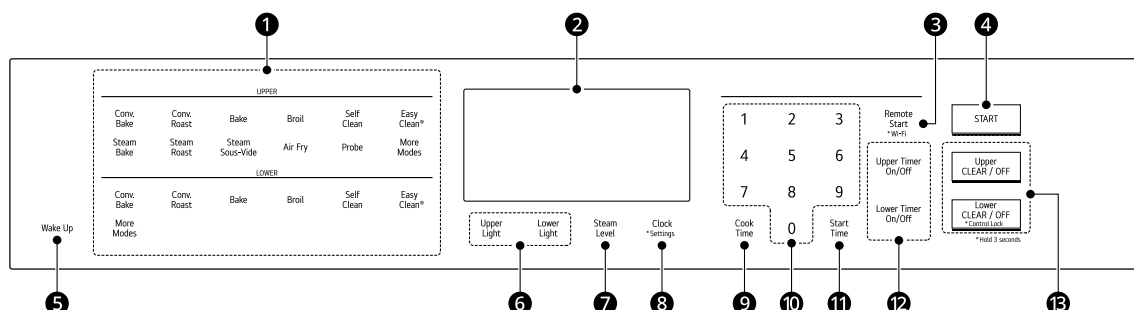 1 2 3 4
UPPER
Conv. Bake Conv. Roast Bake Broil Self Clean Easy Clean®
Steam Bake Steam Roast Steam Sous-Vide Air Fry Probe More Modes
LOWER
Conv. Bake Conv. Roast Bake Broil Self Clean Easy Clean®
More Modes
Wake Up
Upper Light Lower Light
Steam Level
Clock
*Settings
1 2 3
4 5 6
7 8 9
0
Cook Time
Start Time
Remote Start
*Wi-Fi
Upper Timer On/Off
Lower Timer On/Off
START
Upper
CLEAR / OFF
Lower
CLEAR / OFF
*Control Lock
*Hold 3 seconds
5 6 7 8 9 10 11 12 13